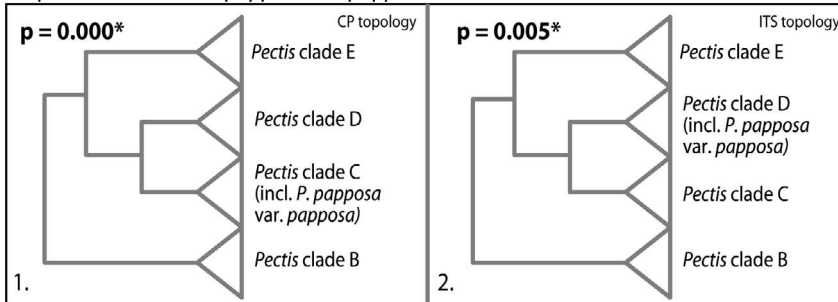 p = 0.000*
CP topology
Pectis clade E
Pectis clade D
Pectis clade C
(incl. P. papposa
var. papposa)
Pectis clade B
1.
p = 0.005*
ITS topology
Pectis clade E
Pectis clade D
(incl. P. papposa
var. papposa)
Pectis clade C
Pectis clade B
2.